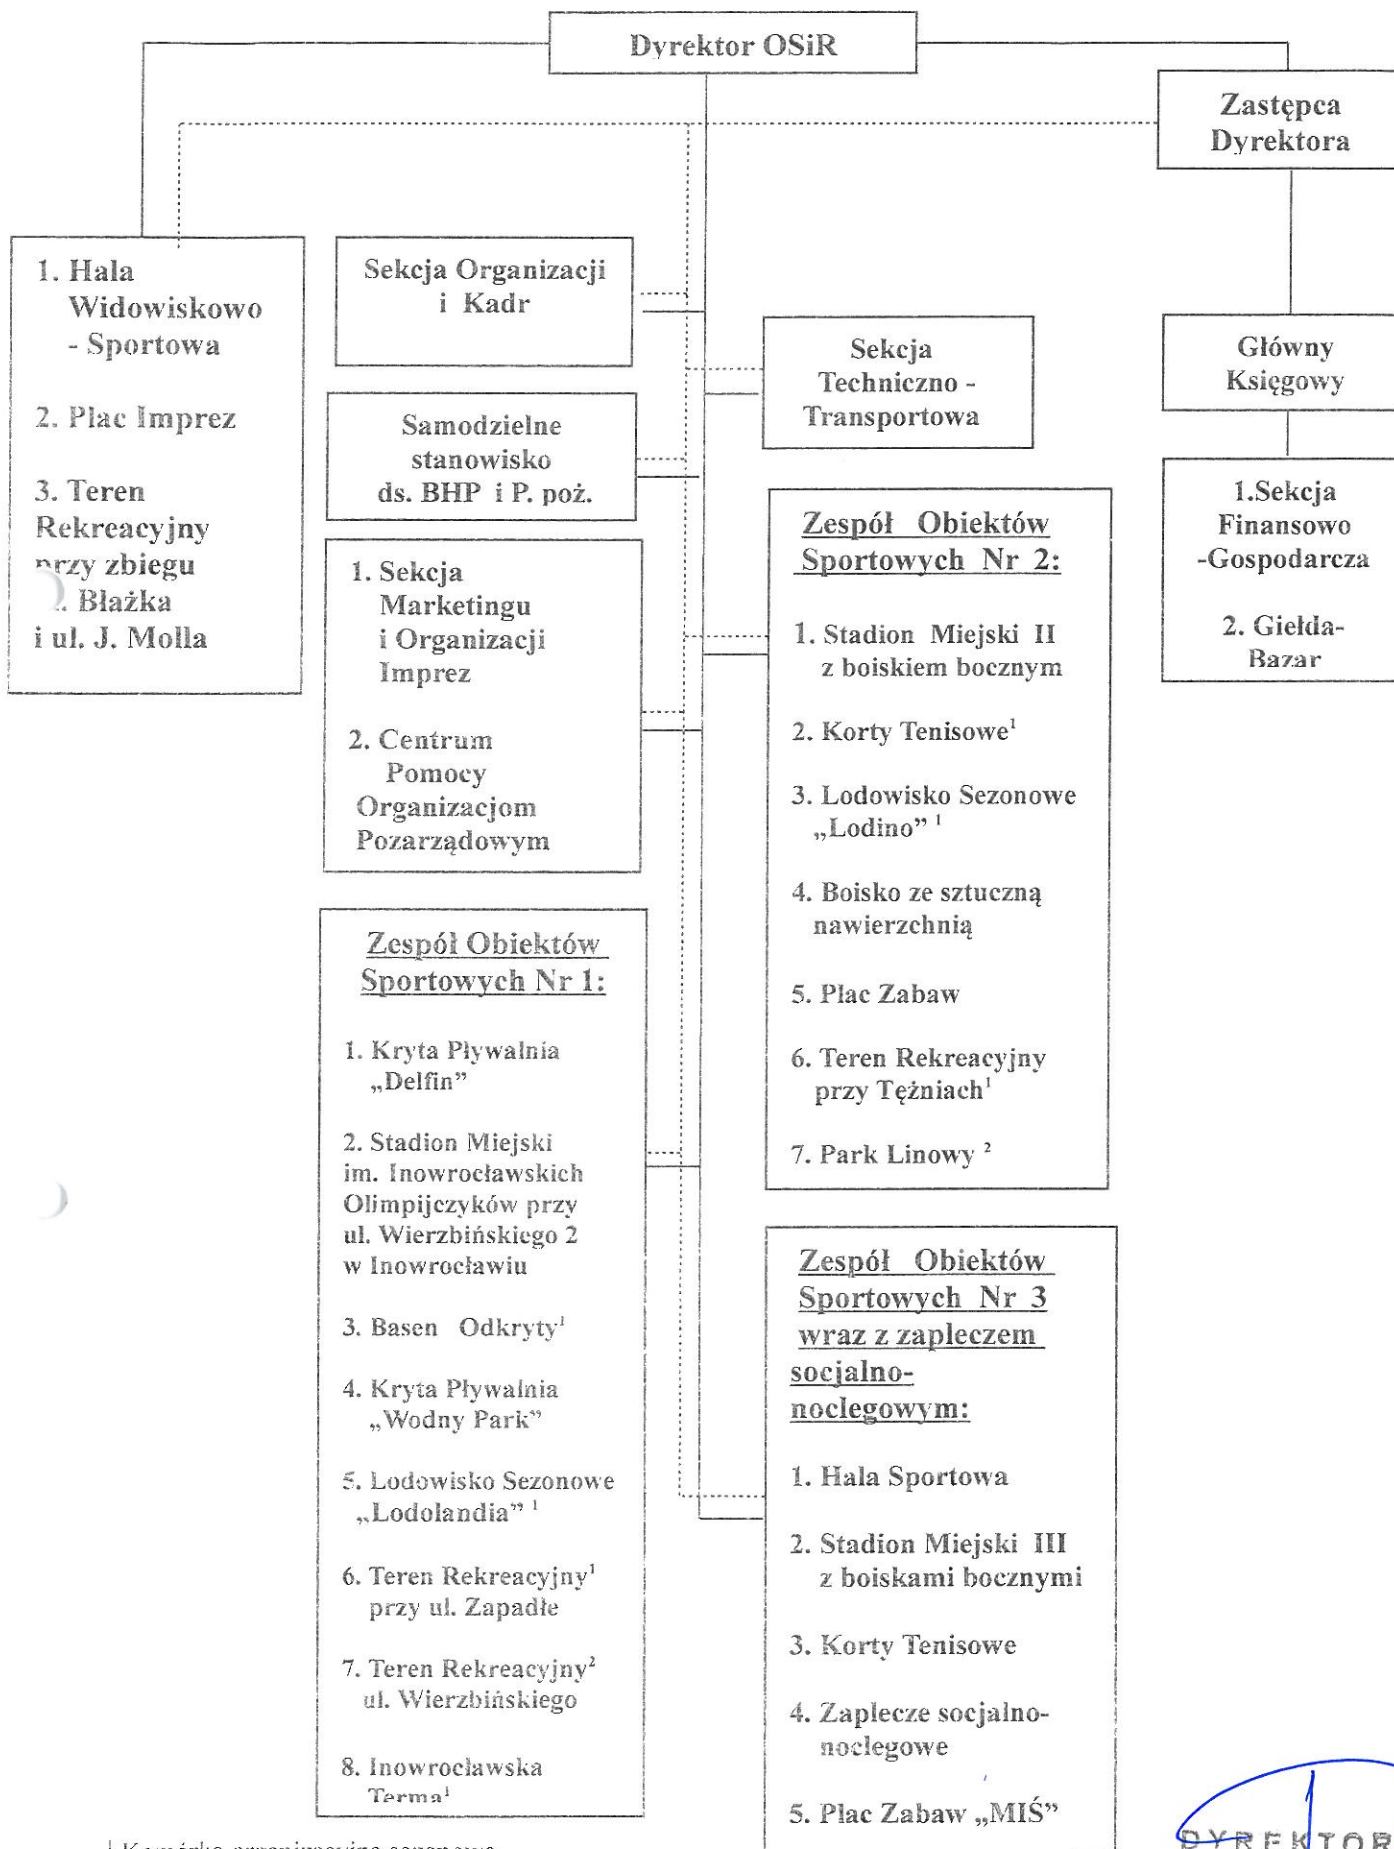 Dyrektor OSiR
Zastępca
Dyrektora
1. Hala
Widowiskowo
- Sportowa
2. Plac Imprez
3. Teren
Rekreacyjny
przy zbiegu
Błażka
i ul. J. Molla
Sekcja Organizacji
i Kadr
Samodzielne
stanowisko
ds. BHP i P. poż.
1. Sekcja
Marketingu
i Organizacji
Imprez
2. Centrum
Pomocy
Organizacjom
Pozarządowym
Zespół Obiektów
Sportowych Nr 1:
1. Kryta Pływalnia
„Delfin”
2. Stadion Miejski
im. Inowrocławskich
Olimpijczyków przy
ul. Wierzbińskiego 2
w Inowrocławiu
3. Basen Odkryty¹
4. Kryta Pływalnia
„Wodny Park”
5. Lodowisko Sezonowe
„Lodolandia” ¹
6. Teren Rekreacyjny¹
przy ul. Zapadłe
7. Teren Rekreacyjny²
ul. Wierzbińskiego
8. Inowrocławska
Terma¹
Sekcja
Techniczno -
Transportowa
Zespół Obiektów
Sportowych Nr 2:
1. Stadion Miejski II
z boiskiem bocznym
2. Korty Tenisowe¹
3. Lodowisko Sezonowe
„Lodino” ¹
4. Boisko ze sztuczną
nawierzchnią
5. Plac Zabaw
6. Teren Rekreacyjny
przy Tężniach¹
7. Park Linowy ²
Zespół Obiektów
Sportowych Nr 3
wraz z zapleczem
socjalno-
noclegowym:
1. Hala Sportowa
2. Stadion Miejski III
z boiskami bocznymi
3. Korty Tenisowe
4. Zaplecze socjalno-
noclegowe
5. Plac Zabaw „MIŚ”
Główny
Księgowy
1.Sekcja
Finansowo
-Gospodarcza
2. Giełda-
Bazar
DYREKTOR